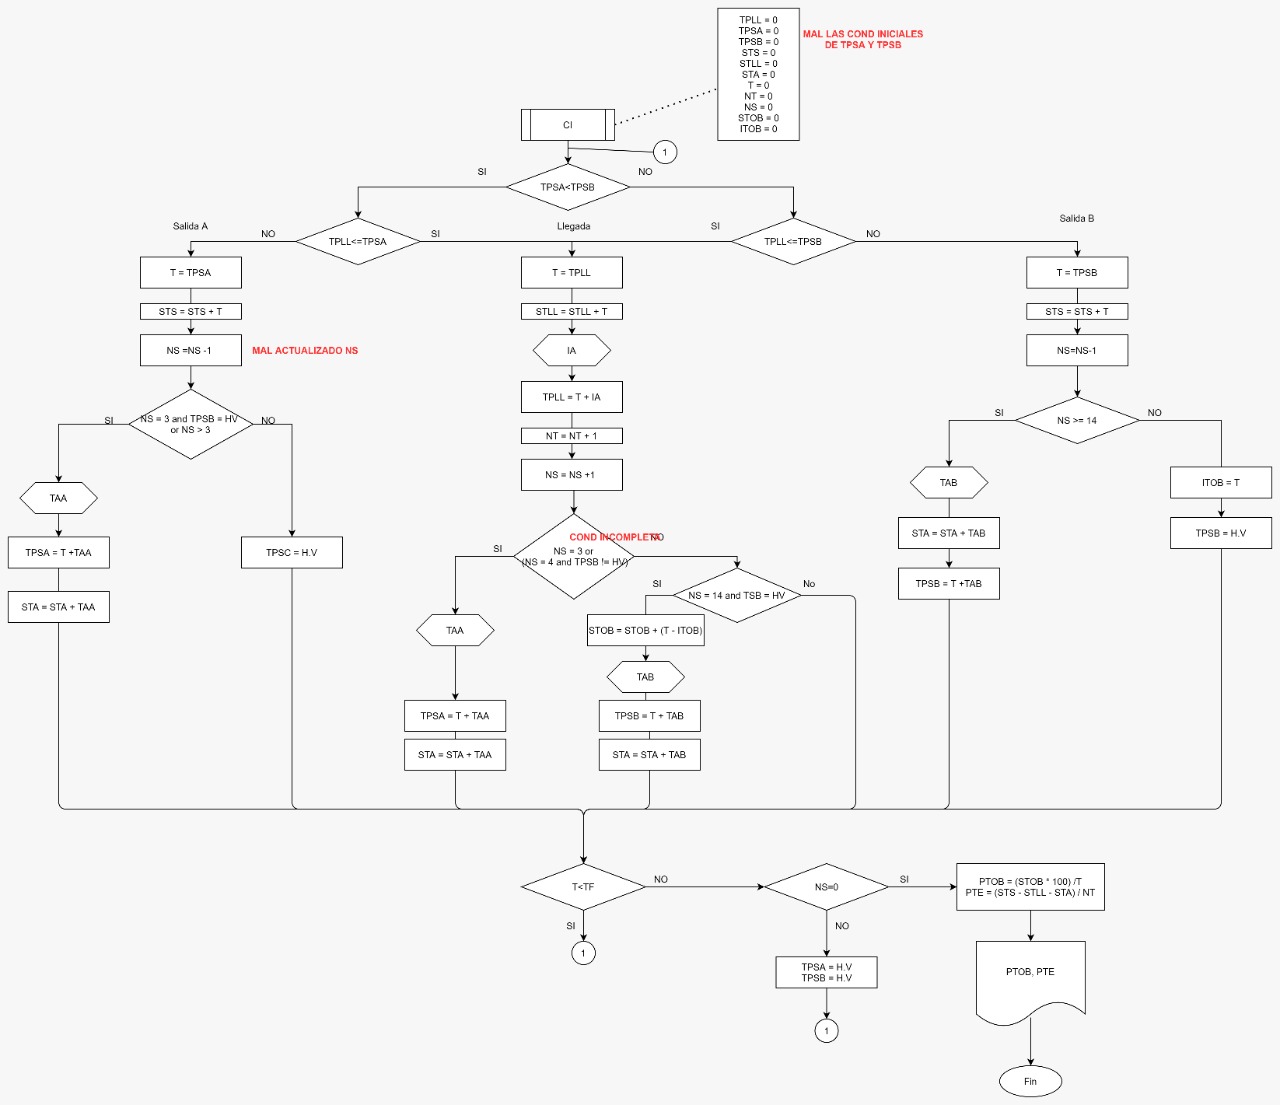 TPLL = 0
TPSA = 0
TPSB = 0
STS = 0
STLL = 0
STA = 0
T = 0
NT = 0
NS = 0
STOB = 0
ITOB = 0
MAL LAS COND INICIALES
DE TPSA Y TPSB
CI
1
SI
NO
TPSA<TPSB
Salida A
Llegada
Salida B
NO
TPLL<=TPSA
SI
SI
TPLL<=TPSB
NO
T = TPSA
T = TPLL
T = TPSB
STS = STS + T
STLL = STLL + T
STS = STS + T
NS =NS -1
MAL ACTUALIZADO NS
IA
NS=NS-1
TPLL = T + IA
SI
NS = 3 and TPSB = HV
or NS > 3
NO
SI
NS >= 14
NO
NT = NT + 1
NS = NS +1
TAA
TAB
ITOB = T
COND INCOMPLETA
NO
STA = STA + TAB
TPSB = H.V
TPSA = T +TAA
TPSC = H.V
SI
NS = 3 or
(NS = 4 and TPSB != HV)
SI
NS = 14 and TSB = HV
No
TPSB = T +TAB
STA = STA + TAA
TAA
STOB = STOB + (T - ITOB)
TAB
TPSA = T + TAA
TPSB = T + TAB
STA = STA + TAA
STA = STA + TAB
T<TF
NO
NS=0
SI
PTOB = (STOB * 100) /T
PTE = (STS - STLL - STA) / NT
SI
NO
1
TPSA = H.V
TPSB = H.V
PTOB, PTE
1
Fin